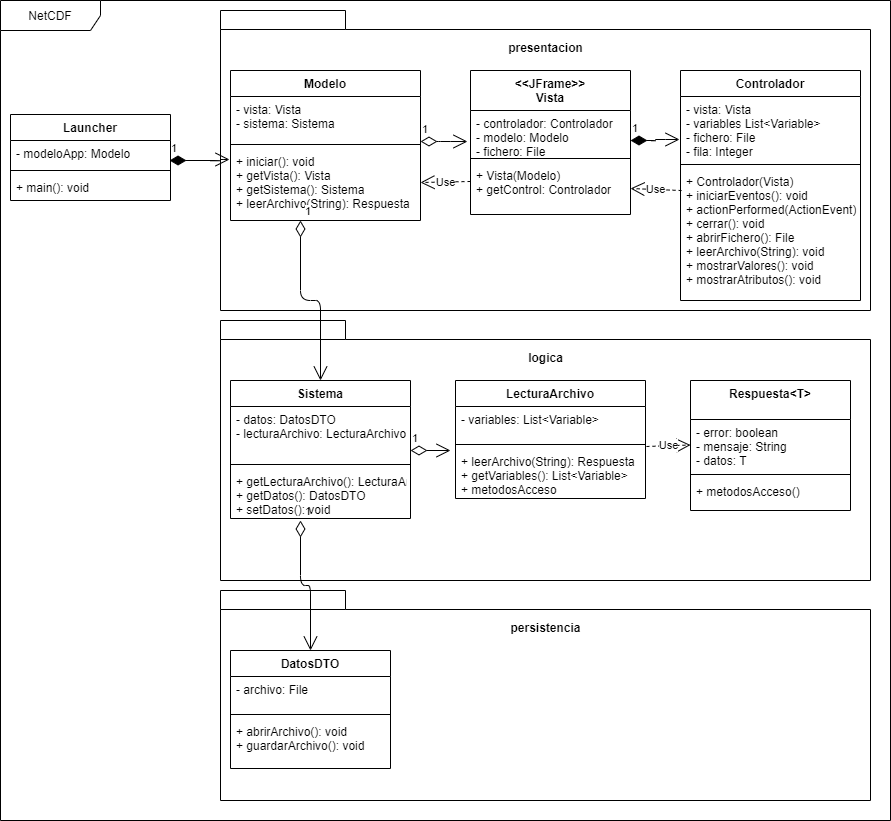 NetCDF
presentacion
Launcher
- modeloApp: Modelo
+ main(): void
1
Modelo
- vista: Vista
- sistema: Sistema
+ iniciar(): void
+ getVista(): Vista
+ getSistema(): Sistema
+ leerArchivo(String): Respuesta
1
1
Use
<<JFrame>>
Vista
- controlador: Controlador
- modelo: Modelo
- fichero: File
+ Vista(Modelo)
+ getControl: Controlador
1
Use
Controlador
- vista: Vista
- variables List<Variable>
- fichero: File
- fila: Integer
+ Controlador(Vista)
+ iniciarEventos(): void
+ actionPerformed(ActionEvent)
+ cerrar(): void
+ abrirFichero(): File
+ leerArchivo(String): void
+ mostrarValores(): void
+ mostrarAtributos(): void
logica
Sistema
- datos: DatosDTO
- lecturaArchivo: LecturaArchivo
+ getLecturaArchivo(): LecturaA
+ getDatos(): DatosDTO
+ setDatos(): void
1
1
LecturaArchivo
- variables: List<Variable>
+ leerArchivo(String): Respuesta
+ getVariables(): List<Variable>
+ metodosAcceso
Use
Respuesta<T>
- error: boolean
- mensaje: String
- datos: T
+ metodosAcceso()
persistencia
DatosDTO
- archivo: File
+ abrirArchivo(): void
+ guardarArchivo(): void